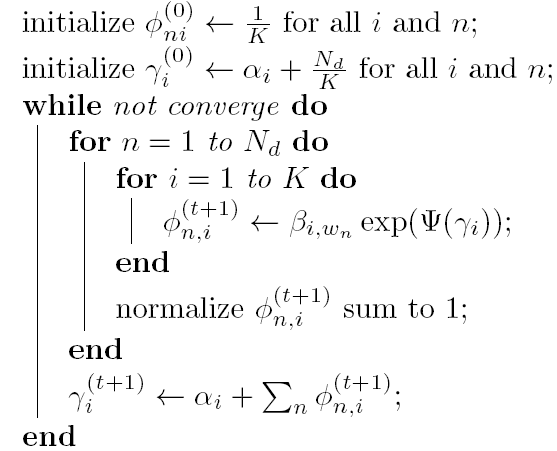 initialize $\phi_{ni}^{(0)} \leftarrow \frac{1}{K}$ for all $i$ and $n$;
initialize $\gamma_i^{(0)} \leftarrow \alpha_i + \frac{N_d}{K}$ for all $i$ and $n$;
while not converge do
for $n = 1$ to $N_d$ do
for $i = 1$ to $K$ do
$\phi_{n,i}^{(t+1)} \leftarrow \beta_{i,w_n} \exp(\Psi(\gamma_i))$;
end
normalize $\phi_{n,i}^{(t+1)}$ sum to 1;
end
$\gamma_i^{(t+1)} \leftarrow \alpha_i + \sum_n \phi_{n,i}^{(t+1)}$;
end